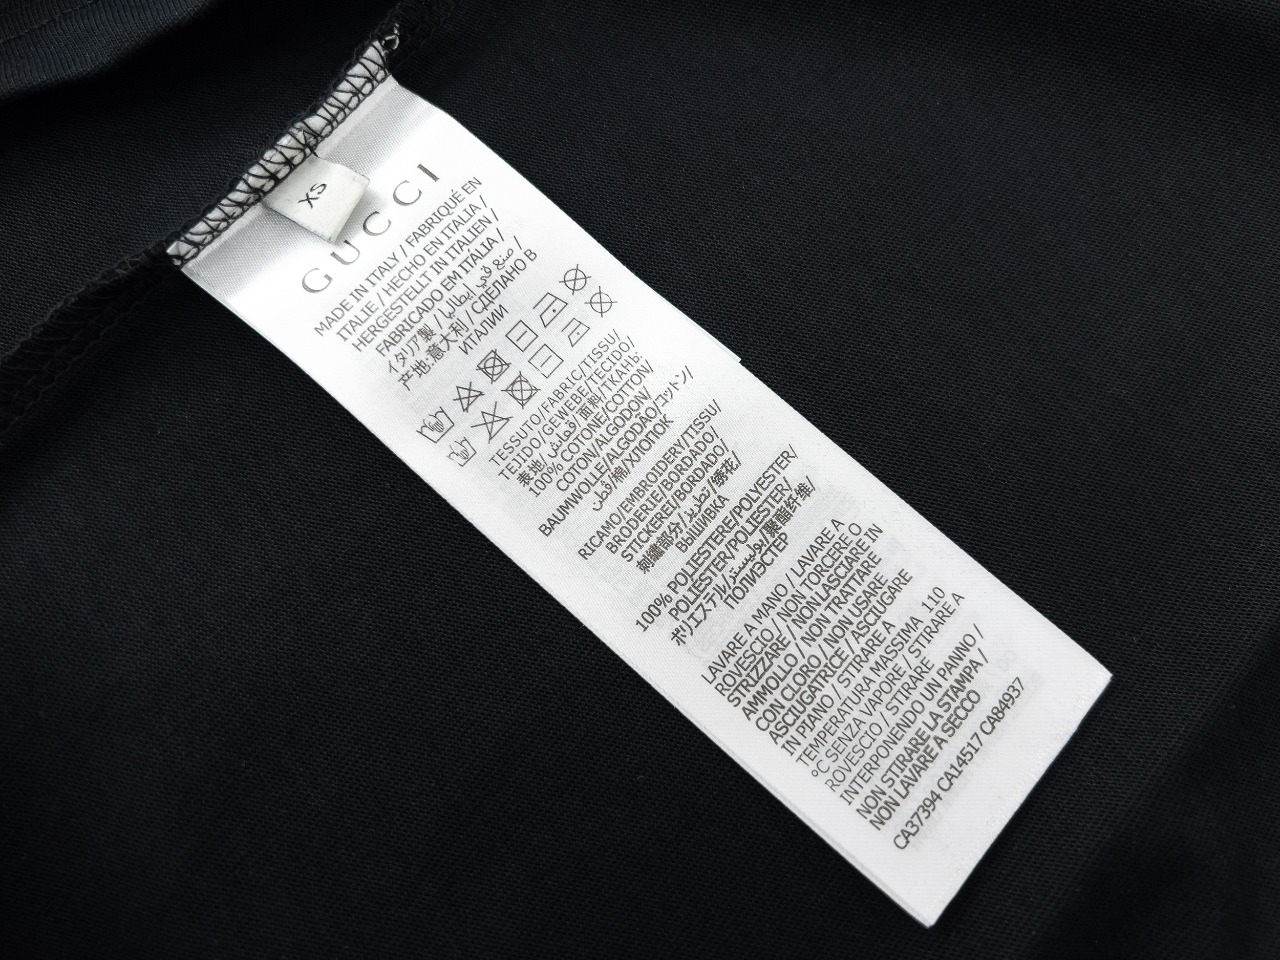 XS
GUCCI
MADE IN ITALY / FABRIQUÉ EN
ITALIE / HECHO EN ITALIA /
HERGESTELLT IN ITALIEN /
FABRICADO EM ITÁLIA /
イタリア製 / صنع في إيطاليا /
产地:意大利 / СДЕЛАНО В
ИТАЛИИ
TESSUTO/FABRIC/TISSU/
TEJIDO/GEWEBE/TECIDO/
表地/قماش/面料/ТКАНЬ:
100% COTONE/COTTON/
COTON/ALGODON/
BAUMWOLLE/ALGODÃO/コットン/
قطن/棉/ХЛОПОК
RICAMO/EMBROIDERY/TISSU/
BRODERIE/BORDADO/
STICKEREI/BORDADO/
刺繍部分/تطريز/绣花/
ВЫШИВКА
100% POLIESTERE/POLYESTER/
POLIÉSTER/POLIESTER/
ポリエステル/بوليستر/聚酯纤维/
ПОЛИЭСТЕР
LAVARE A MANO / LAVARE A
ROVESCIO / NON TORCERE O
STRIZZARE / NON LASCIARE IN
AMMOLLO / NON TRATTARE
CON CLORO / NON USARE
ASCIUGATRICE / ASCIUGARE
IN PIANO / STIRARE A
TEMPERATURA MASSIMA 110
°C SENZA VAPORE / STIRARE A
ROVESCIO / STIRARE
INTERPONENDO UN PANNO /
NON STIRARE LA STAMPA /
NON LAVARE A SECCO
CA37394 CA14517 CA84937